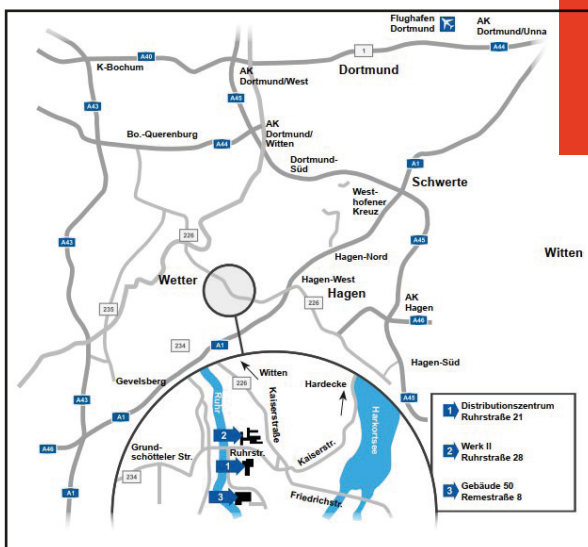 Flughafen
Dortmund
AK
Dortmund/Unna
A40
1
A44
K-Bochum
AK
Dortmund/West
Dortmund
A43
A45
Bo.-Querenburg
A44
AK
Dortmund/
Witten
Dortmund-
Süd
A1
Schwerte
West-
hofener
Kreuz
226
A43
A45
Witten
Hagen-Nord
Wetter
Hagen-West
Hagen
226
AK
Hagen
A46
235
234
A1
Hagen-Süd
Gevelsberg
A43
A1
A46
A1
A45
Witten
226
Hardecke
Ruhr
Kaiserstraße
Harkortsee
2
Grund-
schötteler Str.
Ruhrstr.
1
Kaiserstr.
234
3
Friedrichstr.
1 Distributionszentrum
Ruhrstraße 21
2 Werk II
Ruhrstraße 28
3 Gebäude 50
Remestraße 8